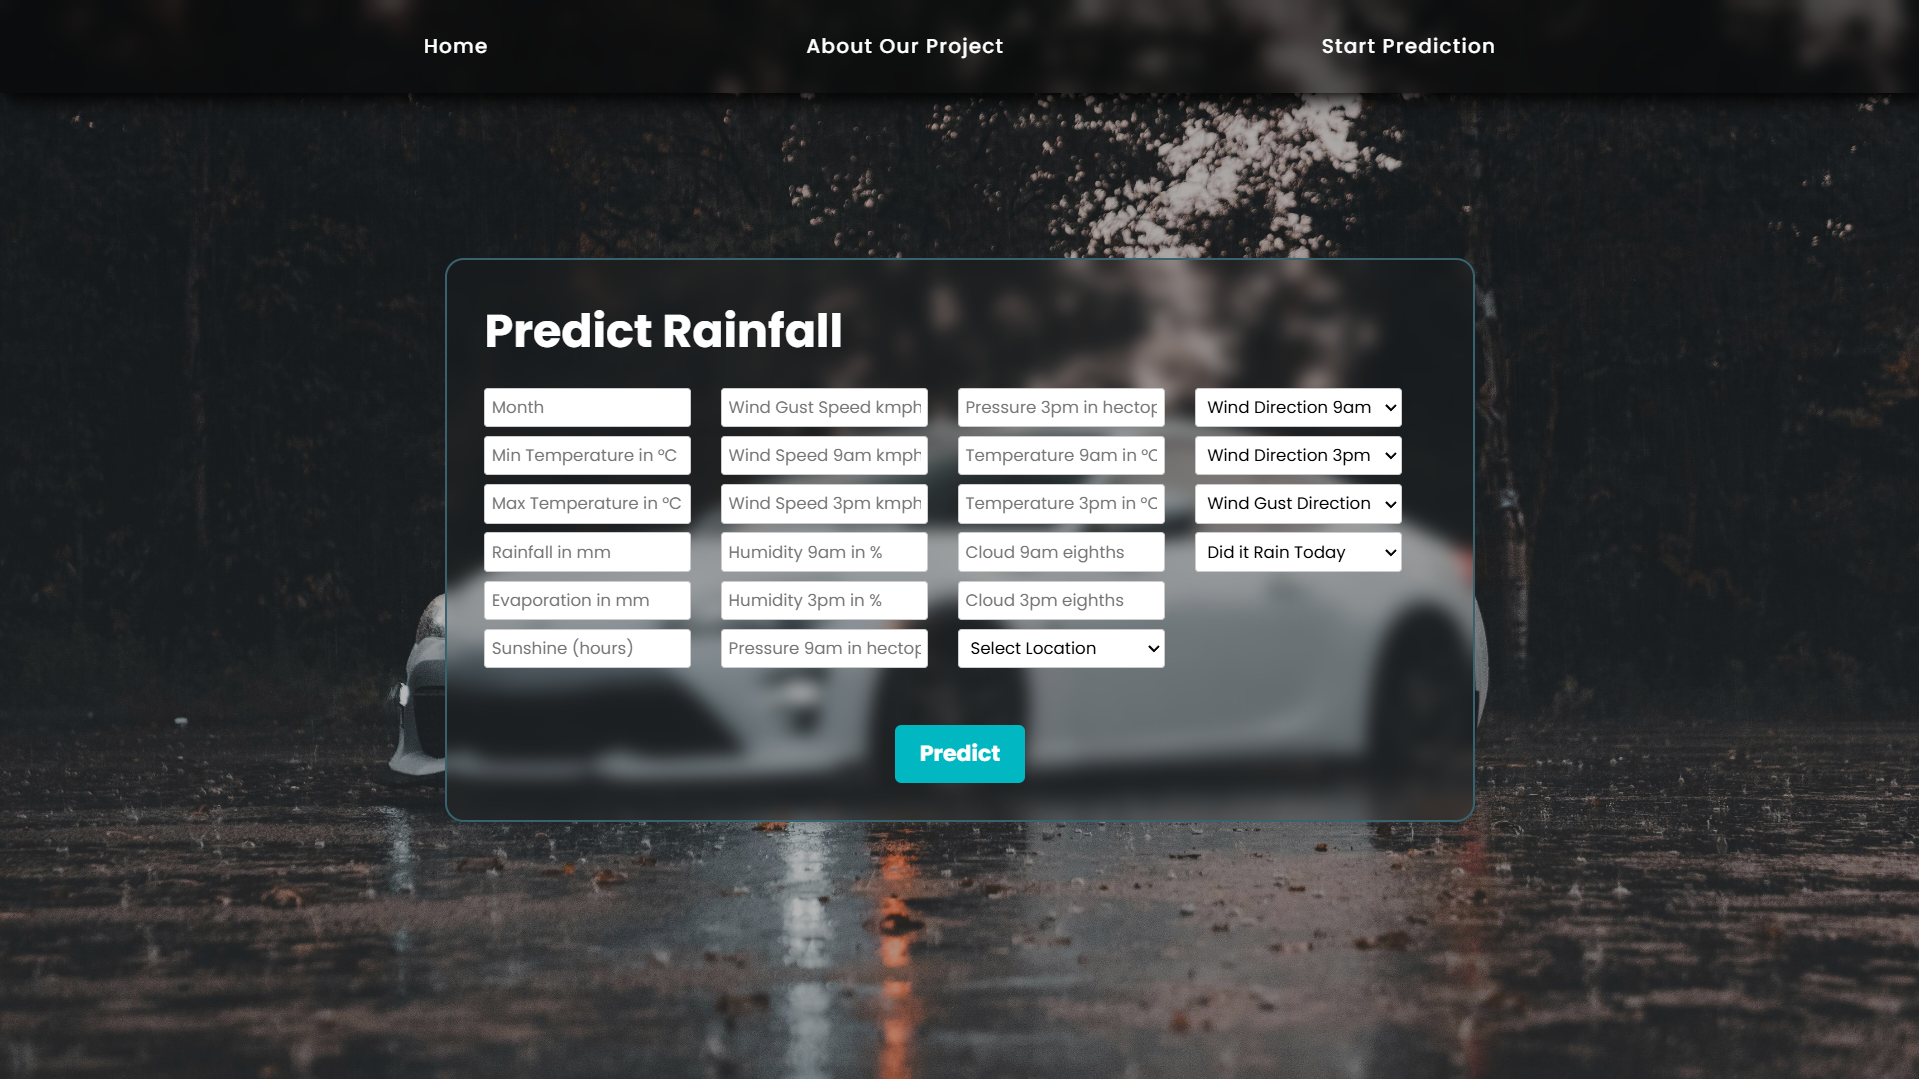 Home
About Our Project
Start Prediction
Predict Rainfall
Month
Wind Gust Speed kmph
Pressure 3pm in hectop
Wind Direction 9am
Min Temperature in °C
Wind Speed 9am kmph
Temperature 9am in °C
Wind Direction 3pm
Max Temperature in °C
Wind Speed 3pm kmph
Temperature 3pm in °C
Wind Gust Direction
Rainfall in mm
Humidity 9am in %
Cloud 9am eighths
Did it Rain Today
Evaporation in mm
Humidity 3pm in %
Cloud 3pm eighths
Sunshine (hours)
Pressure 9am in hectop
Select Location
Predict